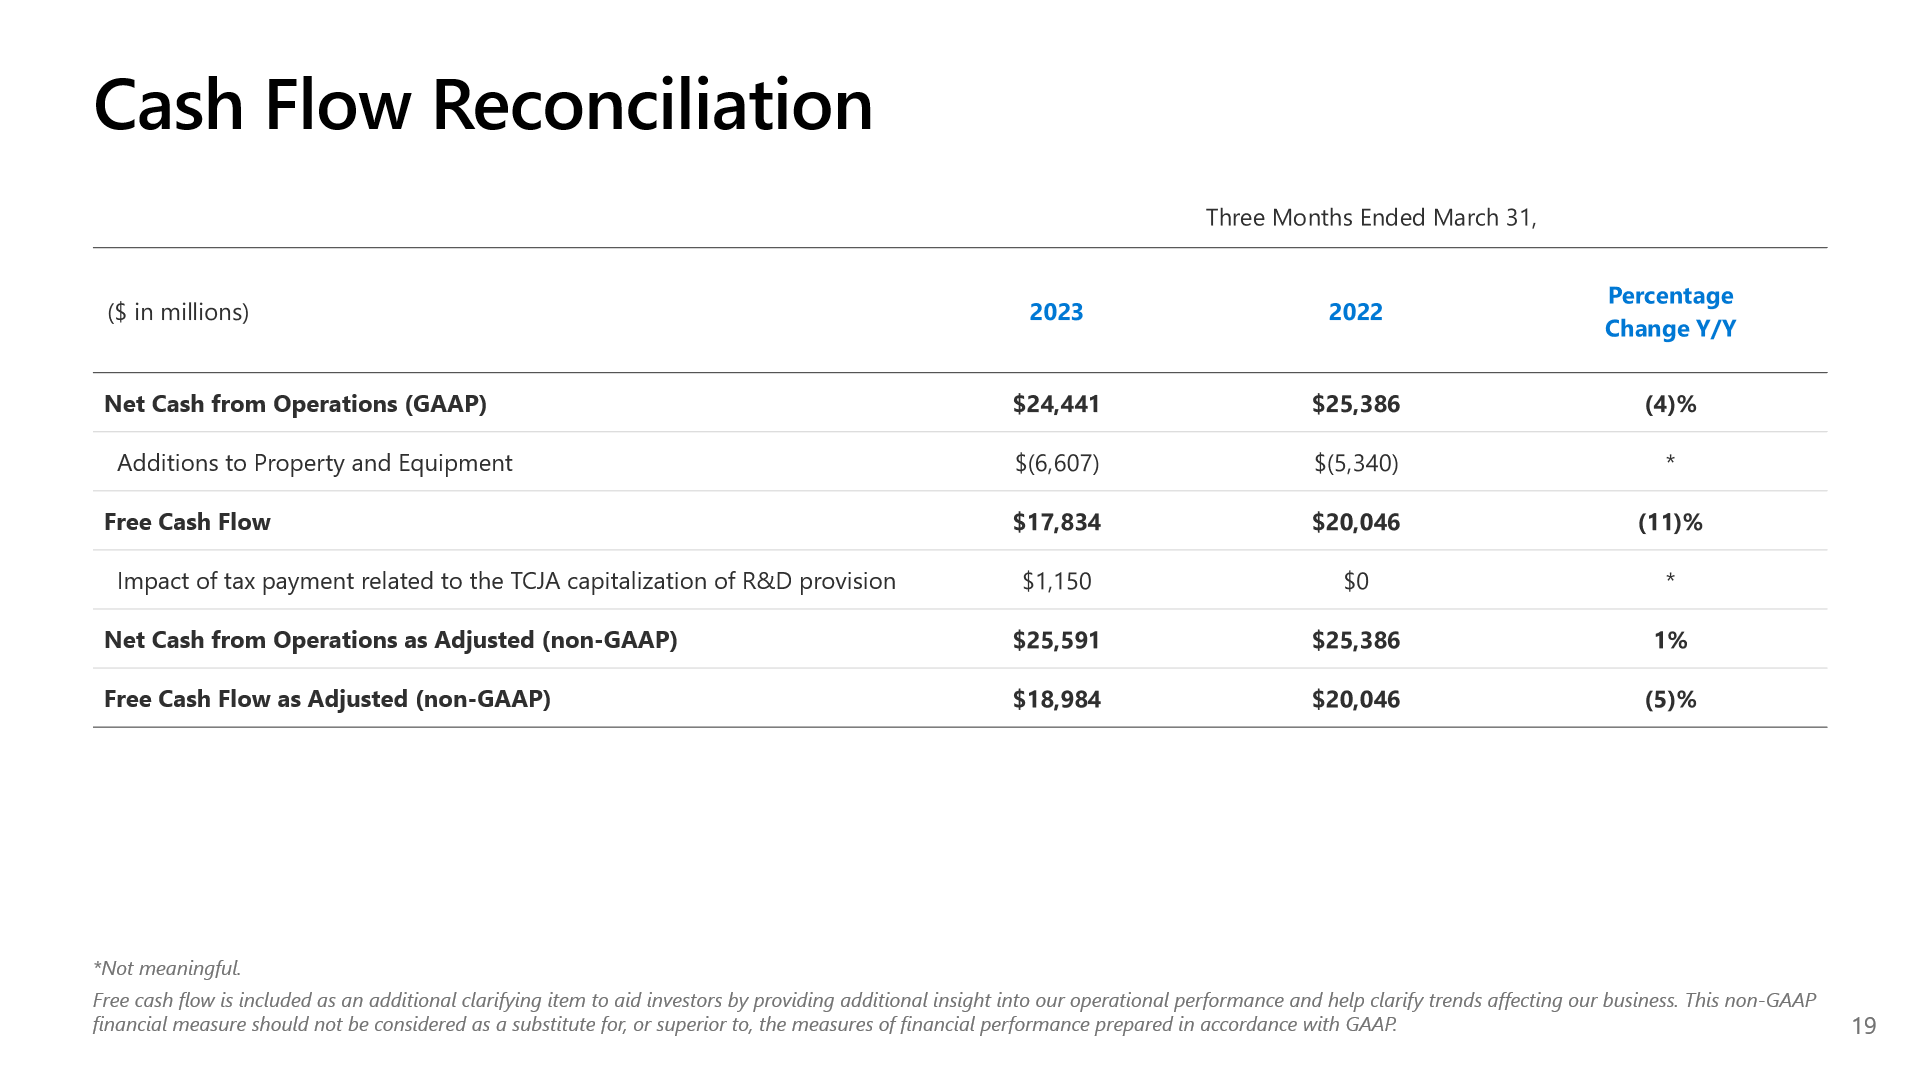 Cash Flow Reconciliation
Three Months Ended March 31,
($ in millions) 2023 2022 Percentage Change Y/Y
Net Cash from Operations (GAAP) $24,441 $25,386 (4)%
Additions to Property and Equipment $(6,607) $(5,340) *
Free Cash Flow $17,834 $20,046 (11)%
Impact of tax payment related to the TCJA capitalization of R&D provision $1,150 $0 *
Net Cash from Operations as Adjusted (non-GAAP) $25,591 $25,386 1%
Free Cash Flow as Adjusted (non-GAAP) $18,984 $20,046 (5)%
*Not meaningful.
Free cash flow is included as an additional clarifying item to aid investors by providing additional insight into our operational performance and help clarify trends affecting our business. This non-GAAP
financial measure should not be considered as a substitute for, or superior to, the measures of financial performance prepared in accordance with GAAP.
19